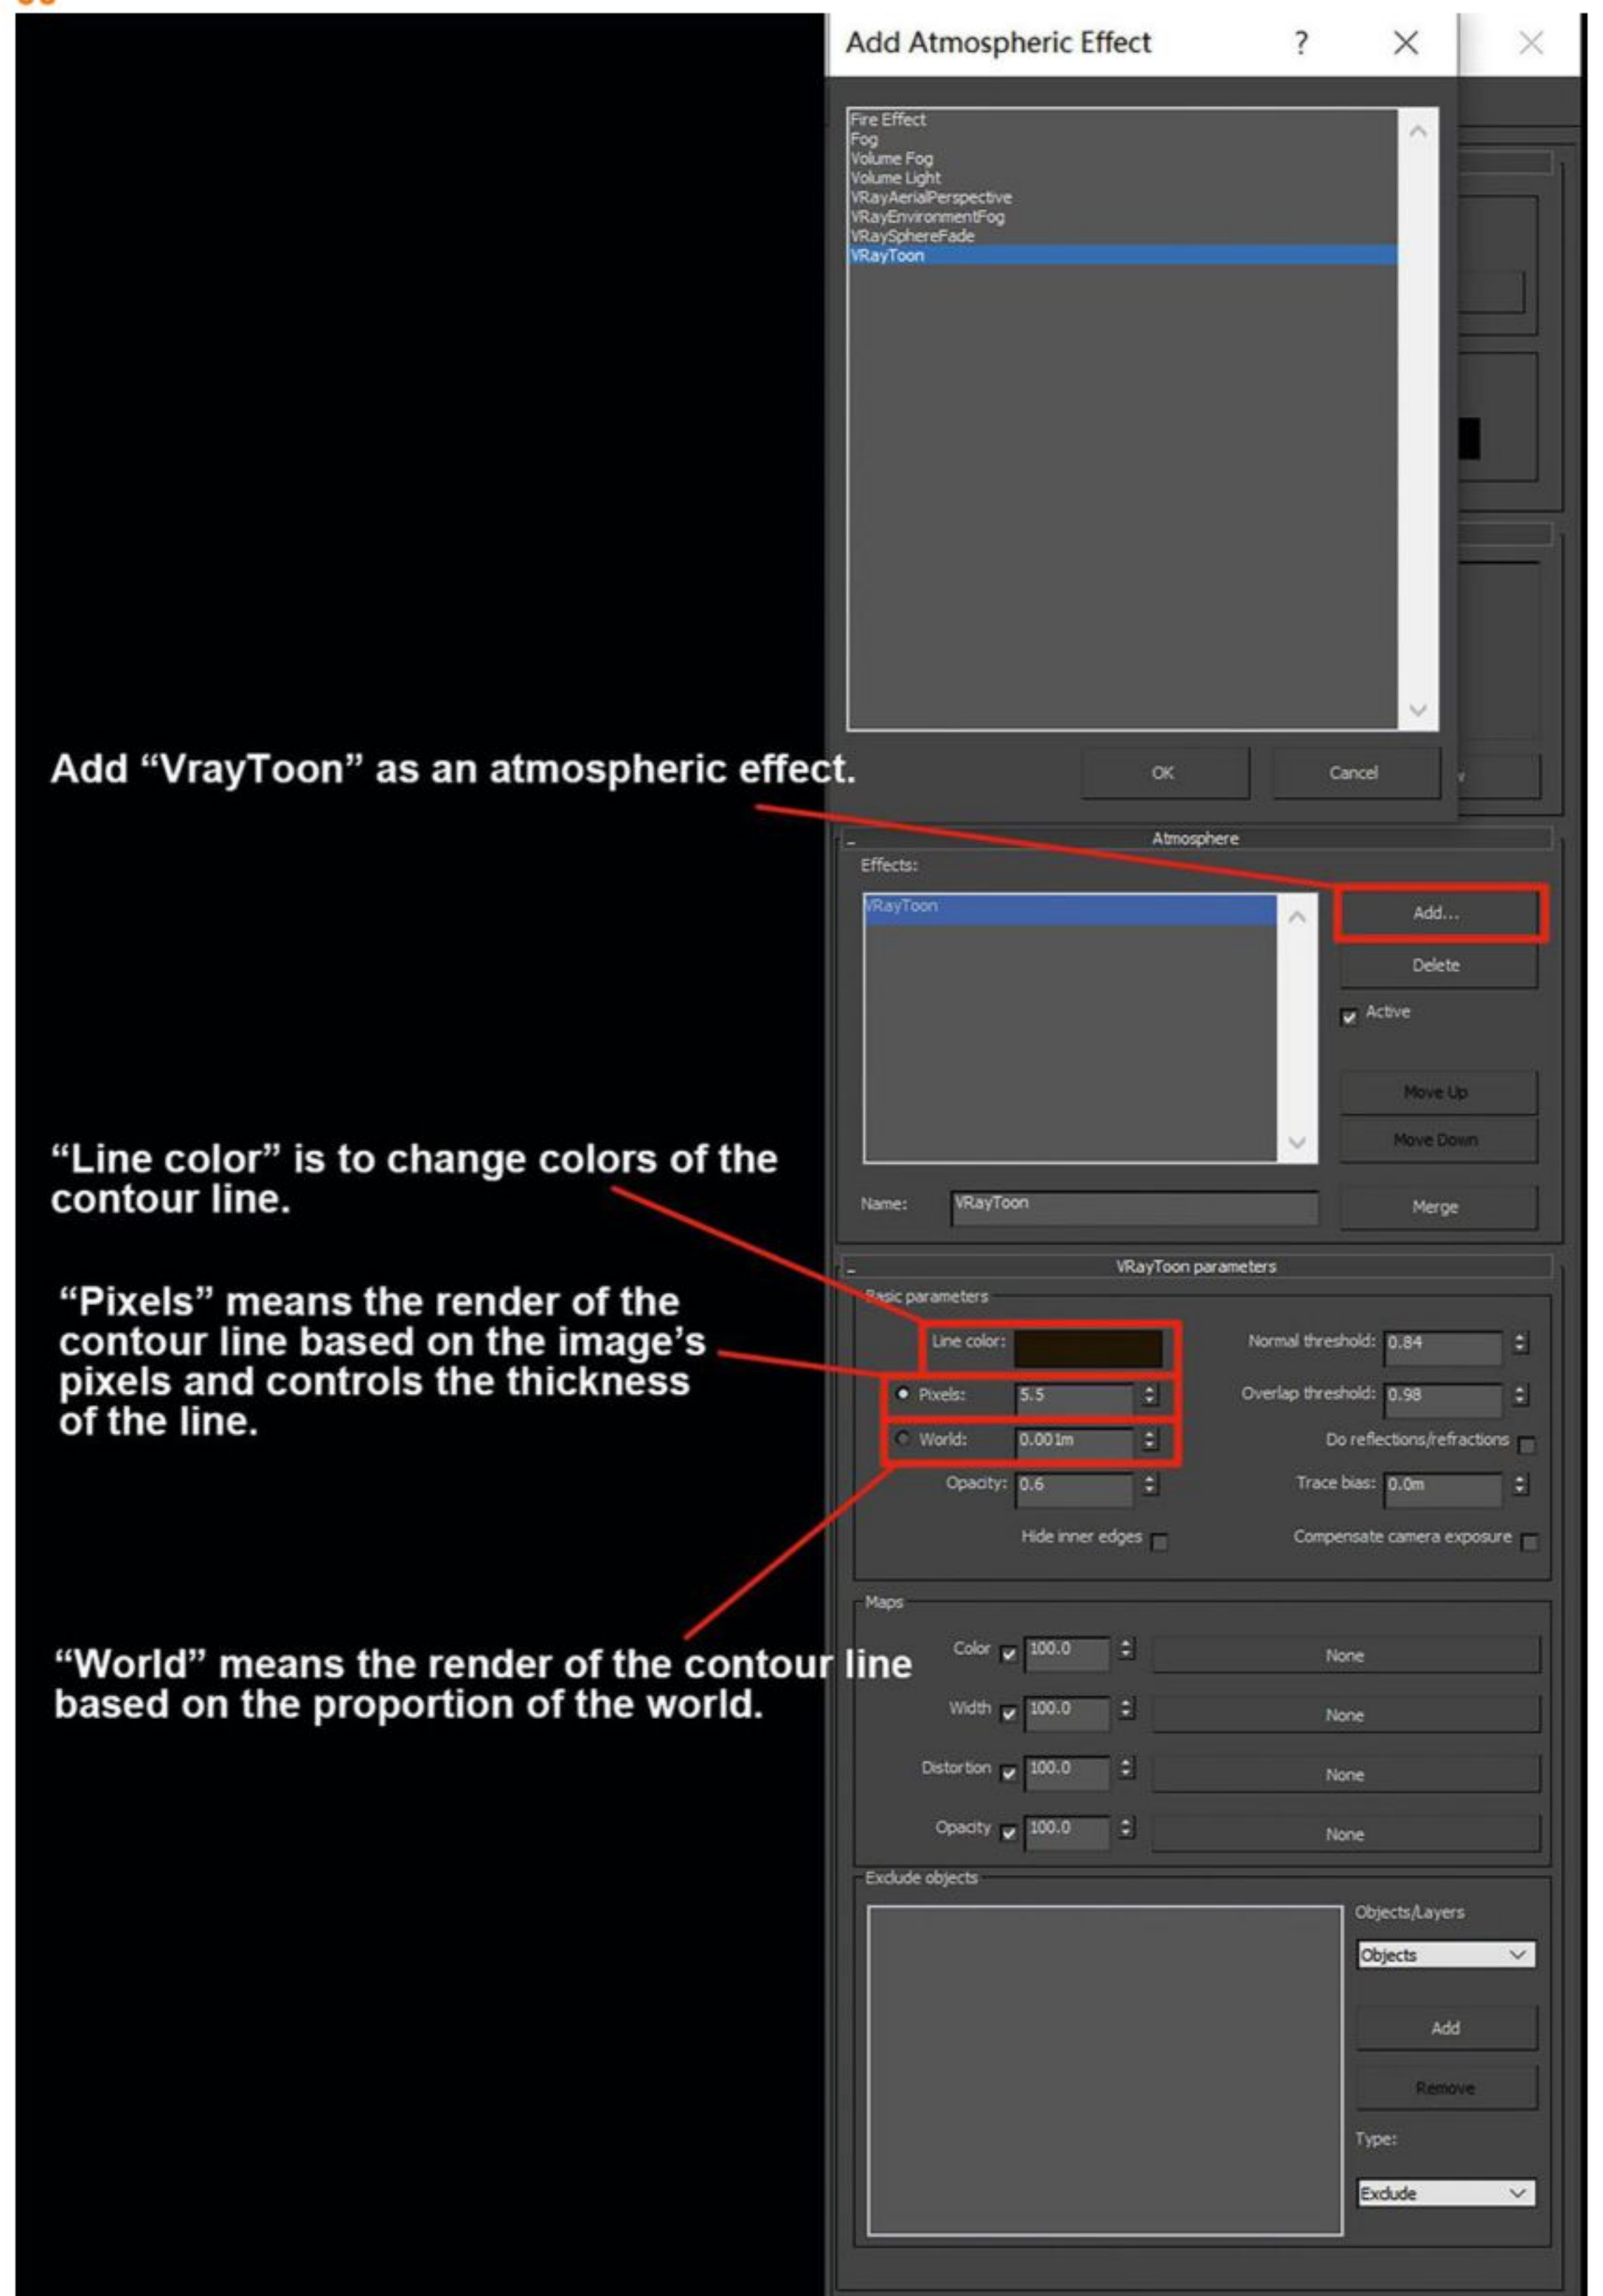 Add Atmospheric Effect
Fire Effect
Fog
Volume Fog
Volume Light
VRayAerialPerspective
VRayEnvironmentFog
VRaySphereFade
VRayToon
Add “VrayToon” as an atmospheric effect.
OK Cancel
Atmosphere
Effects:
VRayToon
Add...
Delete
Active
Move Up
Move Down
“Line color” is to change colors of the
contour line.
Name: VRayToon Merge
“Pixels” means the render of the
contour line based on the image’s
pixels and controls the thickness
of the line.
VRayToon parameters
Basic parameters
Line color: Normal threshold: 0.84
Pixels: 5.5 Overlap threshold: 0.98
World: 0.001m Do reflections/refractions
Opacity: 0.6 Trace bias: 0.0m
Hide inner edges Compensate camera exposure
“World” means the render of the contour line
based on the proportion of the world.
Maps
Color 100.0 None
Width 100.0 None
Distortion 100.0 None
Opacity 100.0 None
Exclude objects
Objects/Layers
Objects
Add
Remove
Type:
Exclude